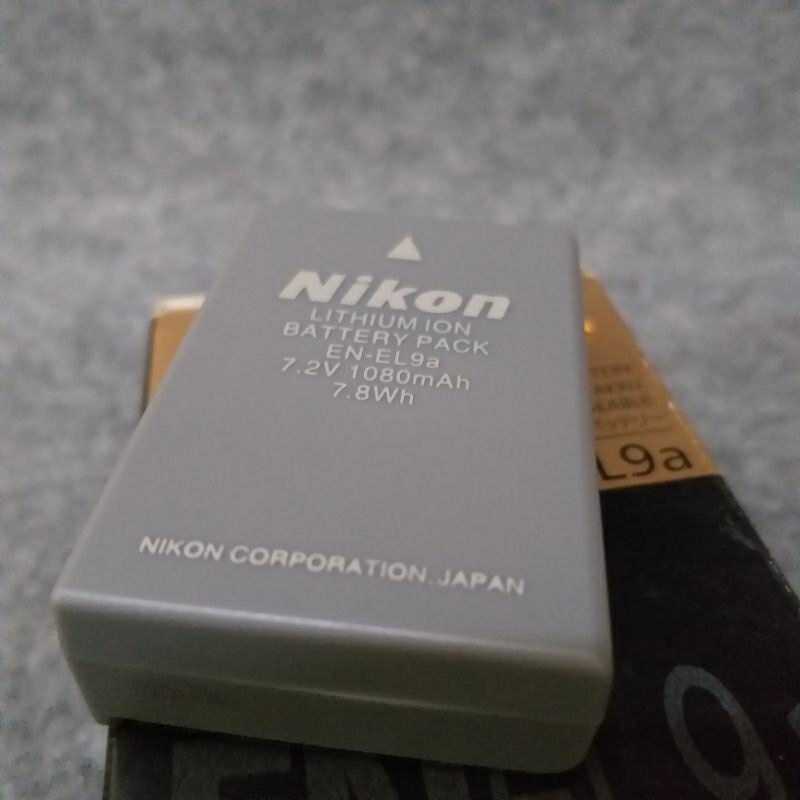 Nikon
LITHIUM ION
BATTERY PACK
EN-EL9a
7.2V 1080mAh
7.8Wh
NIKON CORPORATION, JAPAN
L9a